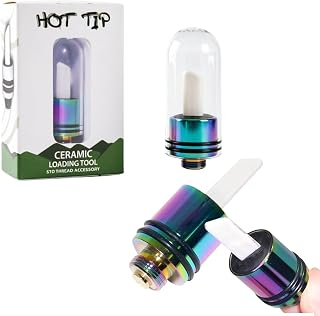 HOT TIP
CERAMIC
LOADING TOOL
STD THREAD ACCESSORY